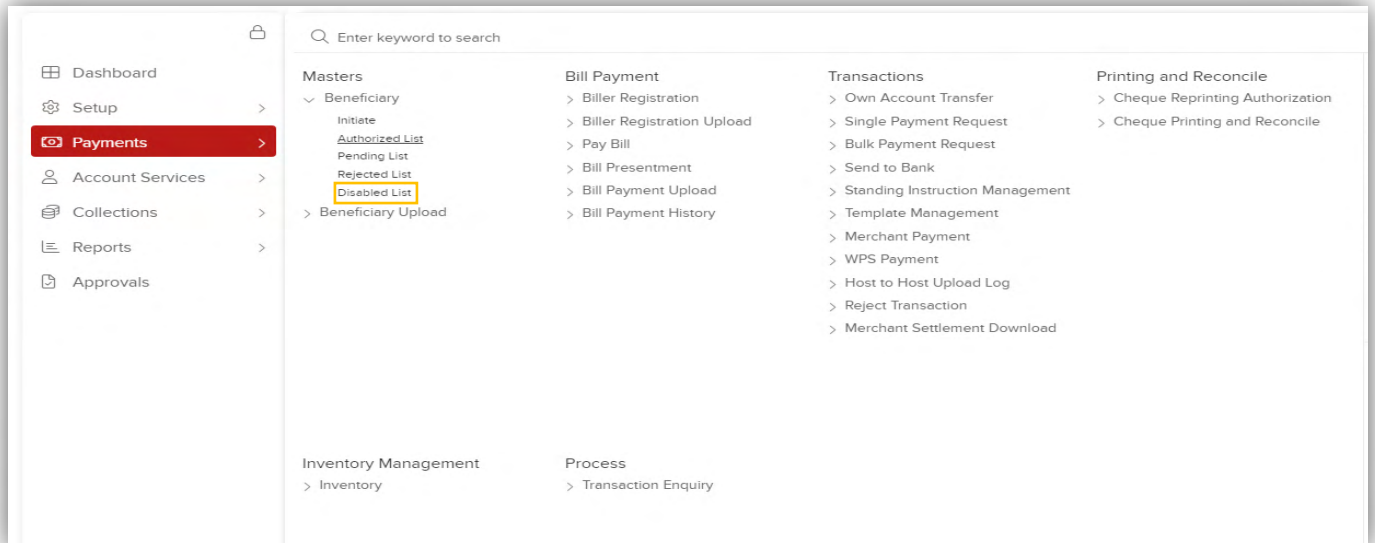 Enter keyword to search
Dashboard
Setup
Payments
Account Services
Collections
Reports
Approvals
Masters
Beneficiary
Initiate
Authorized List
Pending List
Rejected List
Disabled List
Beneficiary Upload
Bill Payment
Biller Registration
Biller Registration Upload
Pay Bill
Bill Presentment
Bill Payment Upload
Bill Payment History
Transactions
Own Account Transfer
Single Payment Request
Bulk Payment Request
Send to Bank
Standing Instruction Management
Template Management
Merchant Payment
WPS Payment
Host to Host Upload Log
Reject Transaction
Merchant Settlement Download
Printing and Reconcile
Cheque Reprinting Authorization
Cheque Printing and Reconcile
Inventory Management
Inventory
Process
Transaction Enquiry